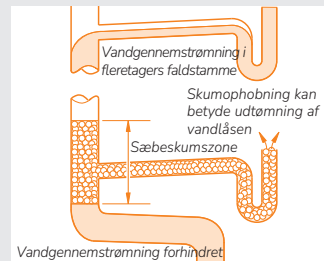 Vandgennemstrømning i
fleretagers faldstamme
Skumophobning kan
betyde udtømning af
vandlåsen
Sæbeskumszone
Vandgennemstrømning forhindret